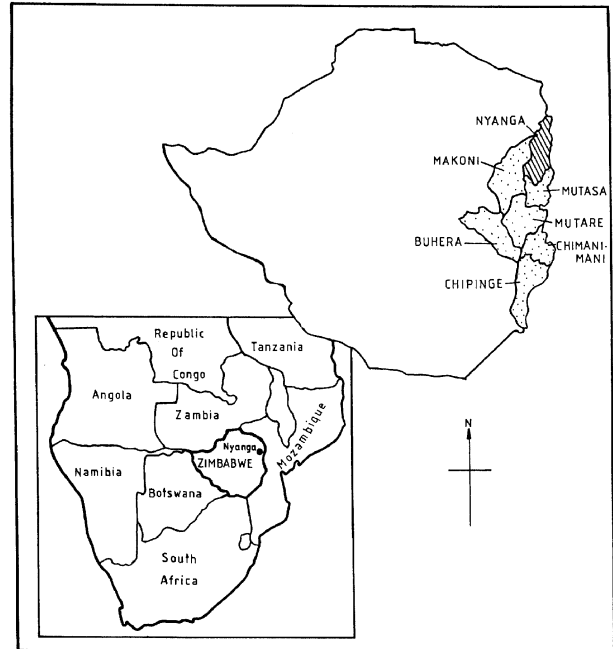 NYANGA
MAKONI
MUTASA
MUTARE
BUHERA
CHIMANI-
MANI
CHIPINGE
Republic
Of
Congo
Tanzania
Angola
Zambia
Mozambique
Nyanga
ZIMBABWE
Namibia
Botswana
South
Africa
N